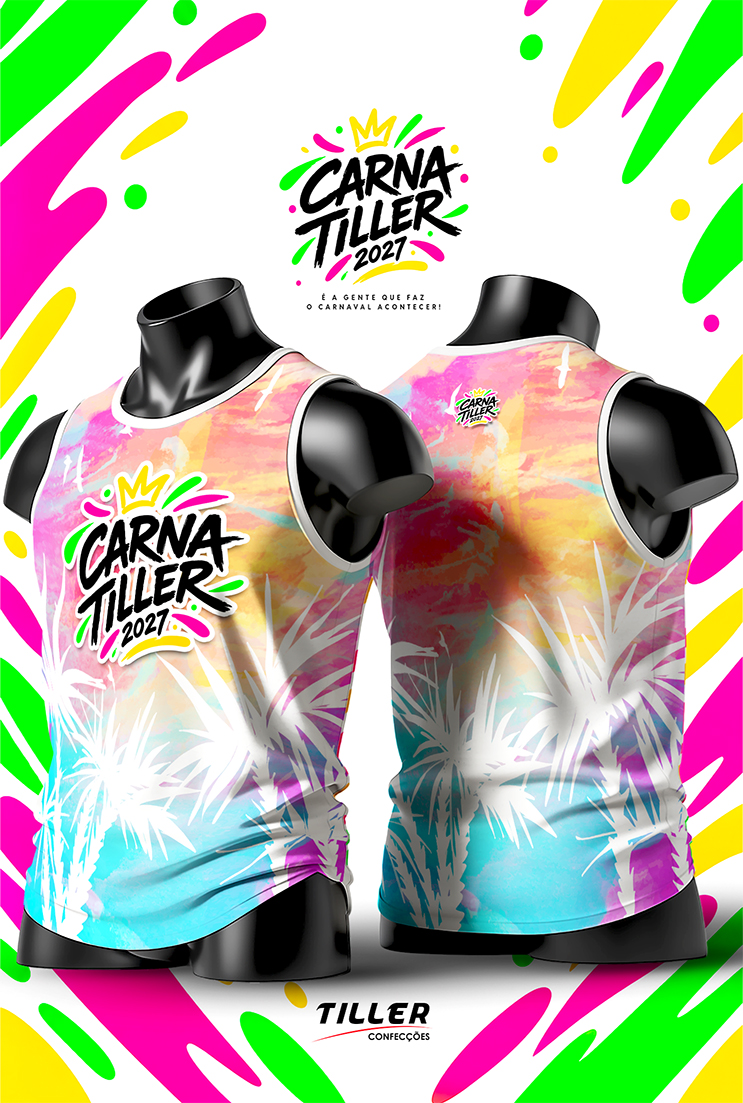 CARNA
TILLER
2027
É A GENTE QUE FAZ
O CARNAVAL ACONTECER!
CARNA
TILLER
2027
CARNA
TILLER
2027
TILLER
CONFECÇÕES